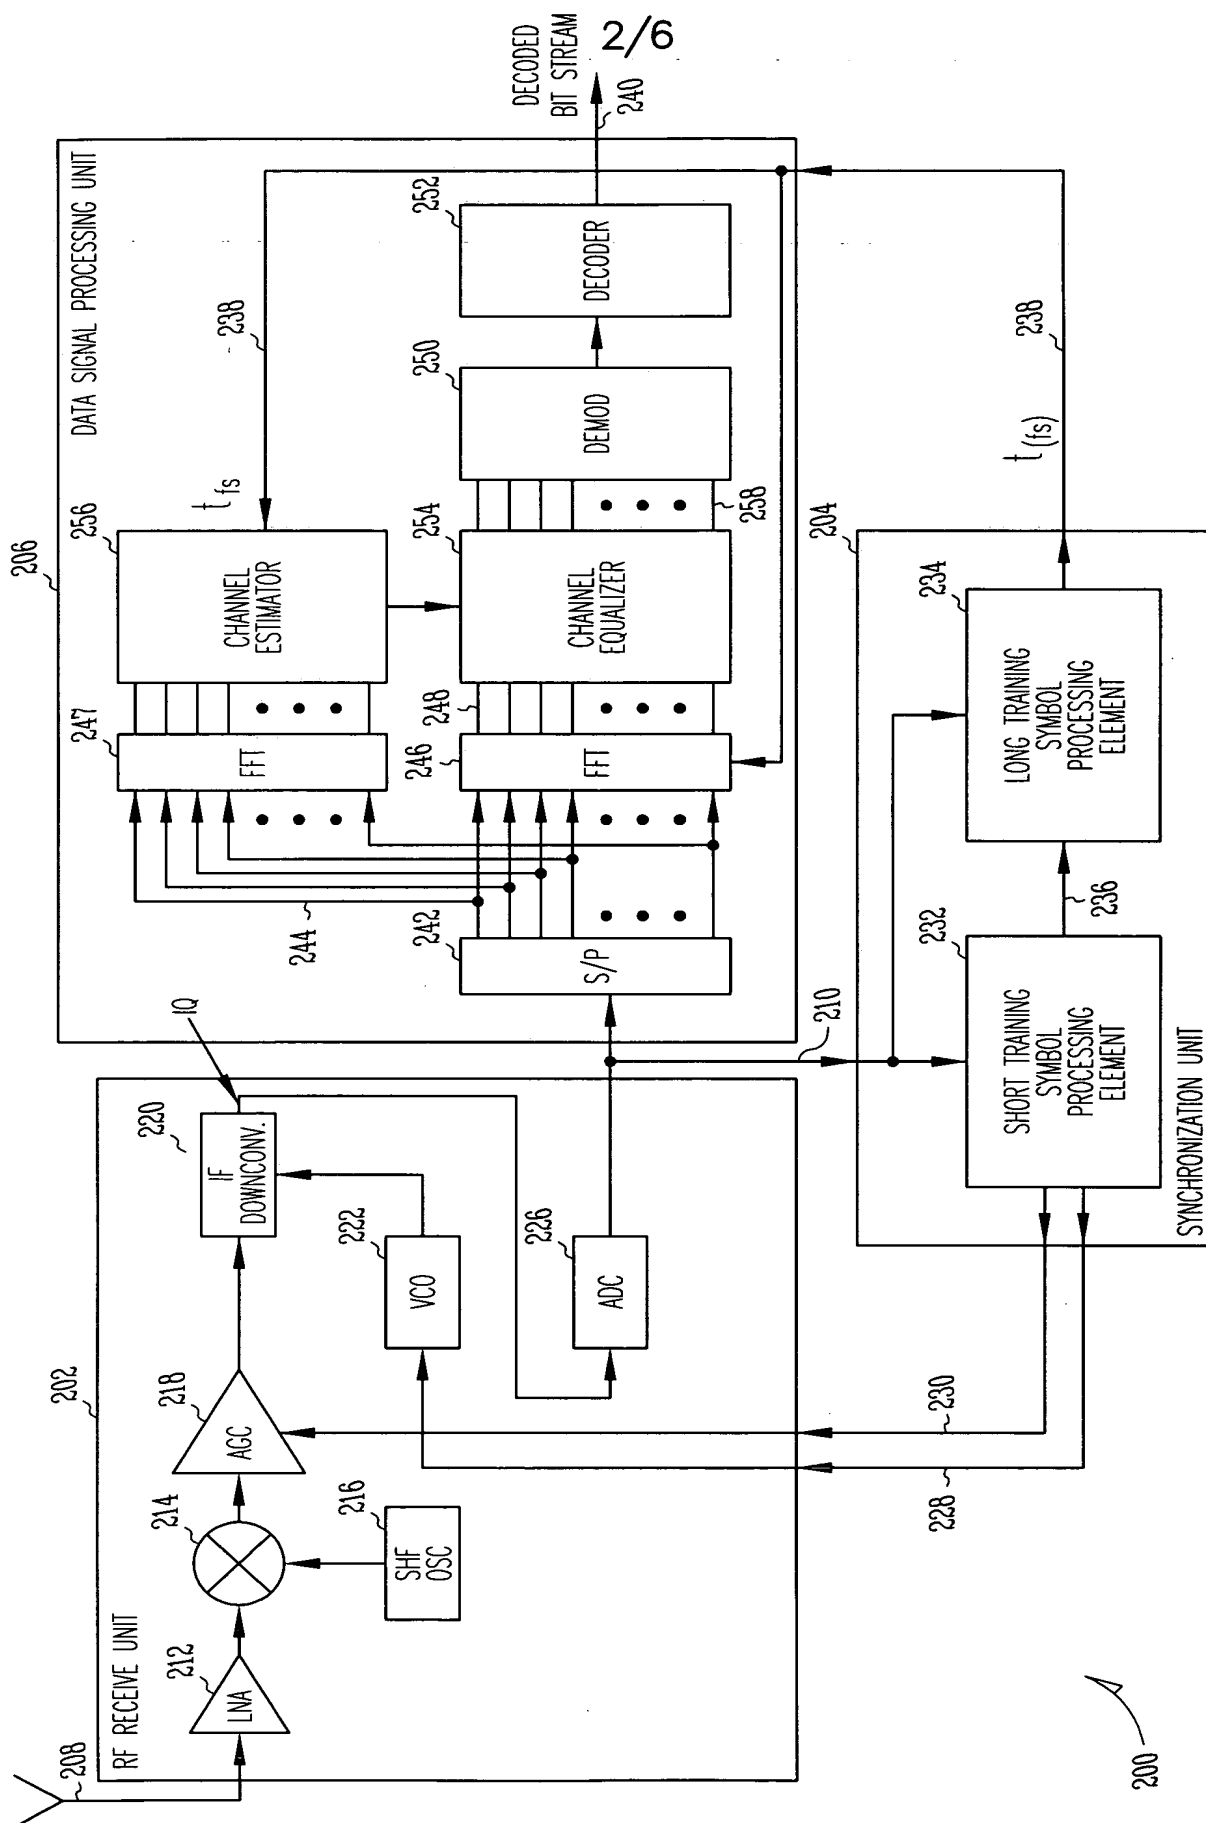 2/6
200
RF RECEIVE UNIT
202
208
LNA
212
214
SHF
OSC
216
AGC
218
IF
DOWNCONV.
220
IQ
VCO
222
ADC
226
228
230
210
DATA SIGNAL PROCESSING UNIT
206
S/P
242
244
FFT
247
FFT
246
248
CHANNEL
ESTIMATOR
256
CHANNEL
EQUALIZER
254
258
tfs
238
DEMOD
250
DECODER
252
DECODED
BIT STREAM
240
SYNCHRONIZATION UNIT
204
SHORT TRAINING
SYMBOL
PROCESSING
ELEMENT
232
236
LONG TRAINING
SYMBOL
PROCESSING
ELEMENT
234
t(fs)
238